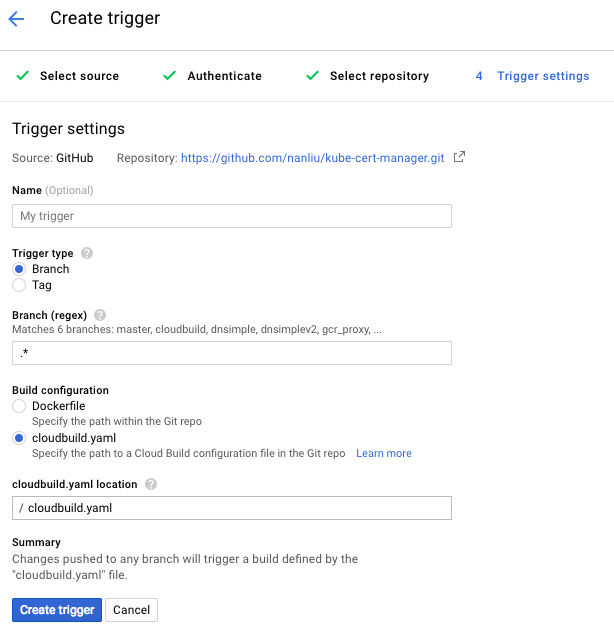 Create trigger
Select source Authenticate Select repository 4 Trigger settings
Trigger settings
Source: GitHub Repository: https://github.com/nanliu/kube-cert-manager.git
Name (Optional)
My trigger
Trigger type ?
Branch
Tag
Branch (regex) ?
Matches 6 branches: master, cloudbuild, dnsimple, dnsimplev2, gcr_proxy, ...
.*
Build configuration
Dockerfile
Specify the path within the Git repo
cloudbuild.yaml
Specify the path to a Cloud Build configuration file in the Git repo Learn more
cloudbuild.yaml location ?
/ cloudbuild.yaml
Summary
Changes pushed to any branch will trigger a build defined by the
"cloudbuild.yaml" file.
Create trigger Cancel